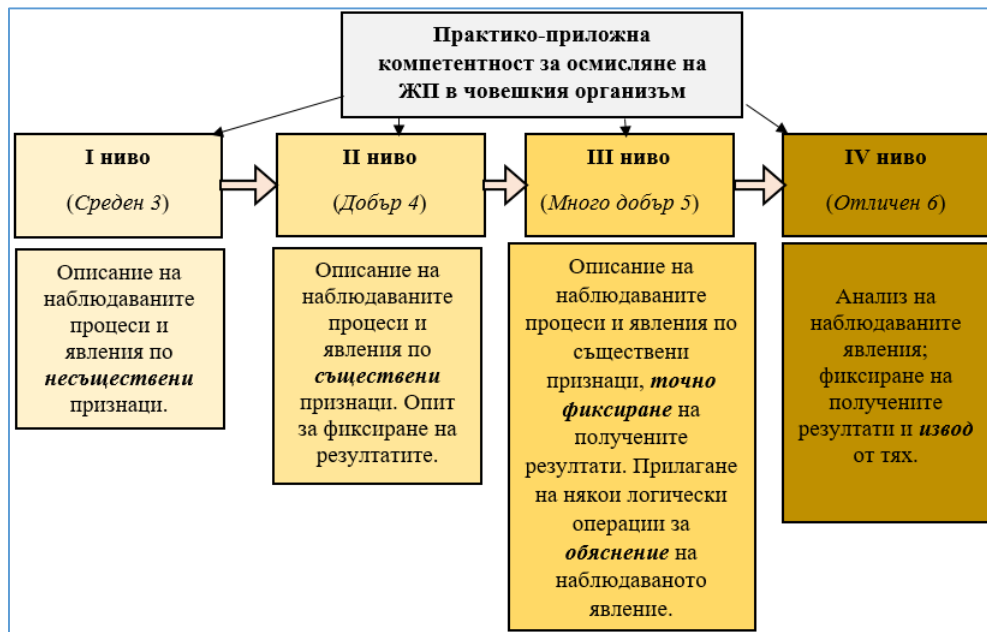 Практико-приложна
компетентност за осмисляне на
ЖП в човешкия организъм
I ниво
(Среден 3)
II ниво
(Добър 4)
III ниво
(Много добър 5)
IV ниво
(Отличен 6)
Описание на
наблюдаваните
процеси и
явления по
несъществени
признаци.
Описание на
наблюдаваните
процеси и
явления по
съществени
признаци. Опит
за фиксиране на
резултатите.
Описание на
наблюдаваните
процеси и явления по
съществени
признаци, точно
фиксиране на
получените
резултати. Прилагане
на някои логически
операции за
обяснение на
наблюдаваното
явление.
Анализ на
наблюдаваните
явления;
фиксиране на
получените
резултати и извод
от тях.